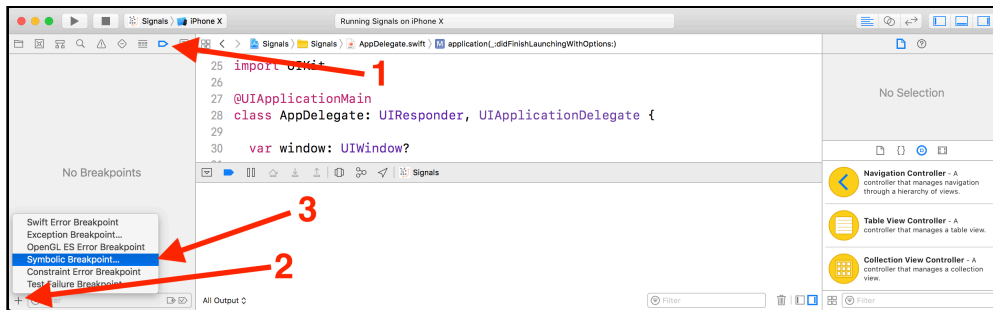 Signals 〉 iPhone X
Running Signals on iPhone X
Signals 〉 Signals 〉 AppDelegate.swift 〉 M application(_:didFinishLaunchingWithOptions:)
1
25 import UIKit
26
27 @UIApplicationMain
28 class AppDelegate: UIResponder, UIApplicationDelegate {
29
30 var window: UIWindow?
No Selection
No Breakpoints
Signals
Navigation Controller - A
controller that manages navigation
through a hierarchy of views.
Table View Controller - A
controller that manages a table view.
Collection View Controller - A
controller that manages a collection
view.
3
Swift Error Breakpoint
Exception Breakpoint...
OpenGL ES Error Breakpoint
Symbolic Breakpoint...
Constraint Error Breakpoint
Test Failure Breakpoint
2
All Output
Filter
Filter